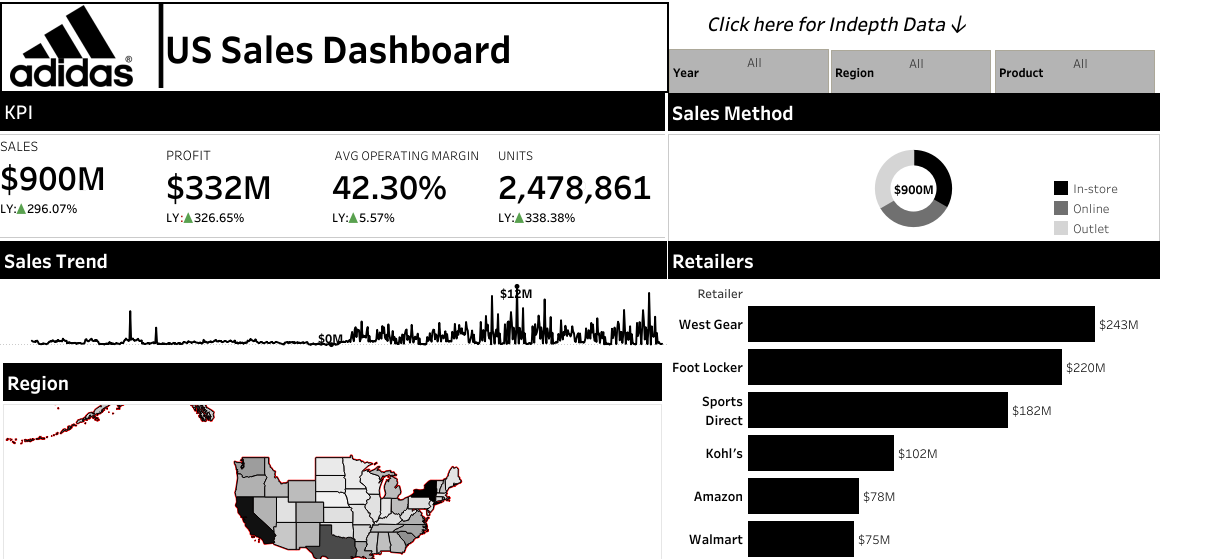 adidas®
US Sales Dashboard
Click here for Indepth Data ↓
Year All
Region All
Product All
KPI
SALES
$900M
LY:▲296.07%
PROFIT
$332M
LY:▲326.65%
AVG OPERATING MARGIN
42.30%
LY:▲5.57%
UNITS
2,478,861
LY:▲338.38%
Sales Method
$900M
In-store
Online
Outlet
Sales Trend
$0M
$12M
Region
Retailers
Retailer
West Gear $243M
Foot Locker $220M
Sports
Direct $182M
Kohl's $102M
Amazon $78M
Walmart $75M